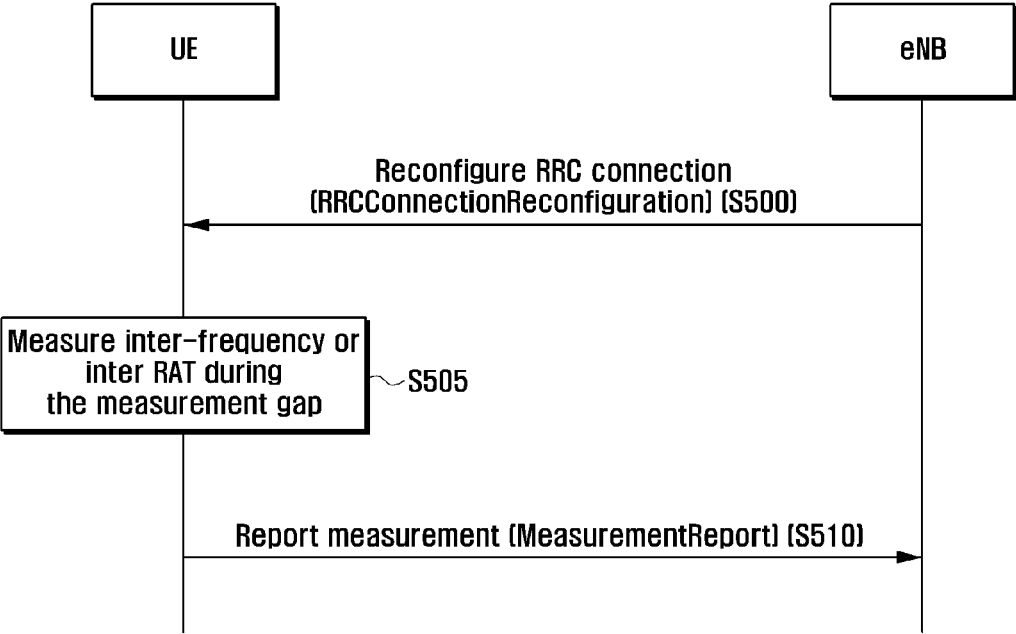 UE
eNB
Reconfigure RRC connection
(RRCConnectionReconfiguration) (S500)
Measure inter-frequency or
inter RAT during
the measurement gap
S505
Report measurement (MeasurementReport) (S510)